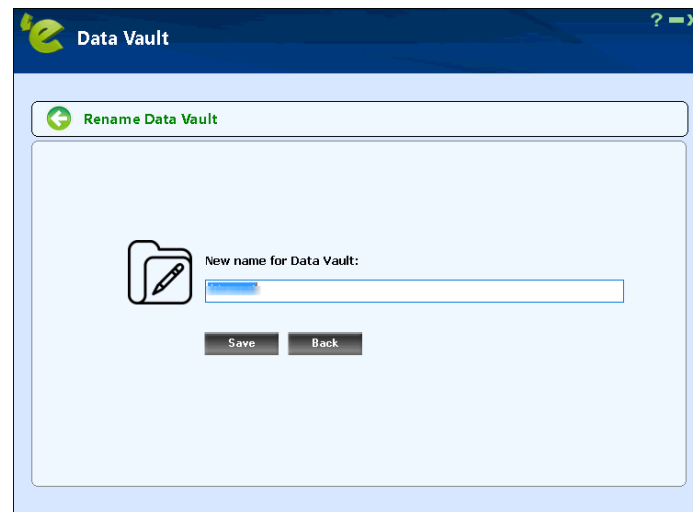 ? X
Data Vault
Rename Data Vault
New name for Data Vault:
Save Back